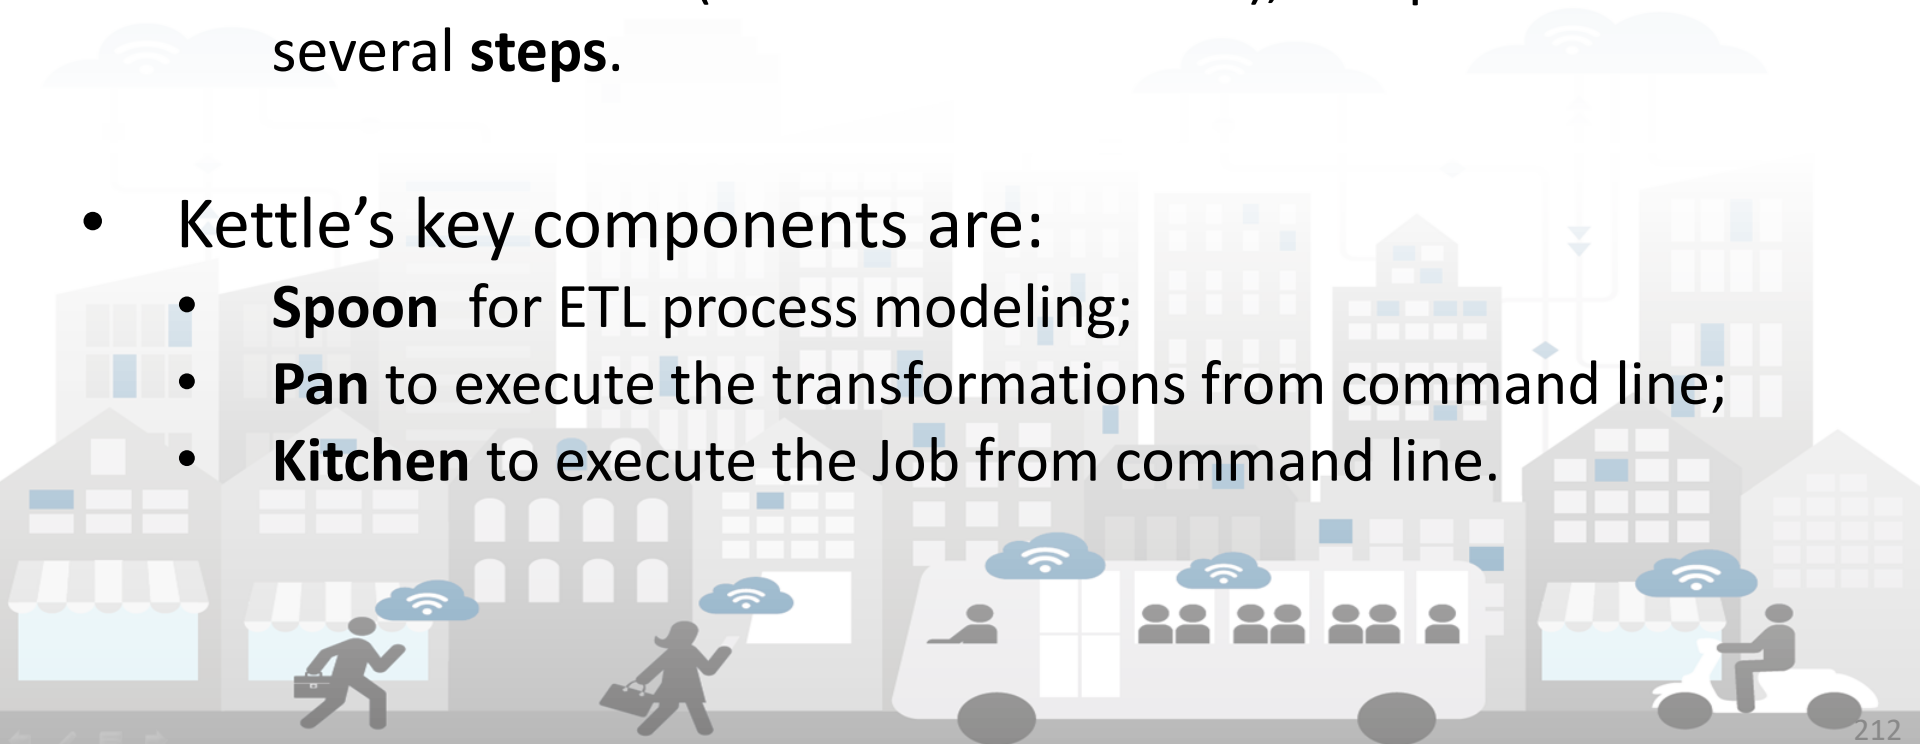 several steps.
• Kettle’s key components are:
• Spoon for ETL process modeling;
• Pan to execute the transformations from command line;
• Kitchen to execute the Job from command line.
212